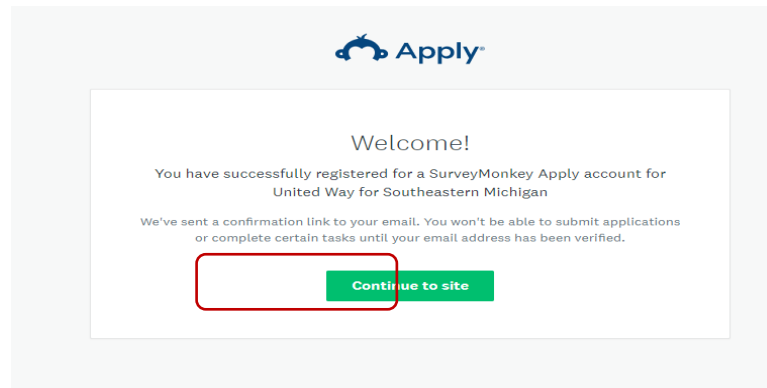 Apply
Welcome!
You have successfully registered for a SurveyMonkey Apply account for
United Way for Southeastern Michigan
We've sent a confirmation link to your email. You won't be able to submit applications
or complete certain tasks until your email address has been verified.
Continue to site